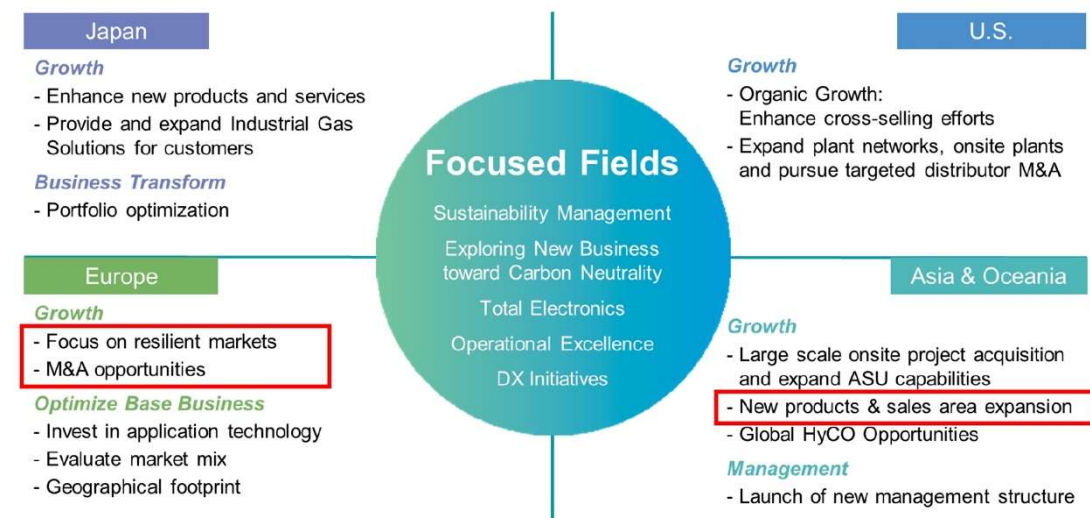 Japan
Growth
- Enhance new products and services
- Provide and expand Industrial Gas
Solutions for customers
Business Transform
- Portfolio optimization
U.S.
Growth
- Organic Growth:
Enhance cross-selling efforts
- Expand plant networks, onsite plants
and pursue targeted distributor M&A
Focused Fields
Sustainability Management
Exploring New Business
toward Carbon Neutrality
Total Electronics
Operational Excellence
DX Initiatives
Europe
Growth
- Focus on resilient markets
- M&A opportunities
Optimize Base Business
- Invest in application technology
- Evaluate market mix
- Geographical footprint
Asia & Oceania
Growth
- Large scale onsite project acquisition
and expand ASU capabilities
- New products & sales area expansion
- Global HyCO Opportunities
Management
- Launch of new management structure